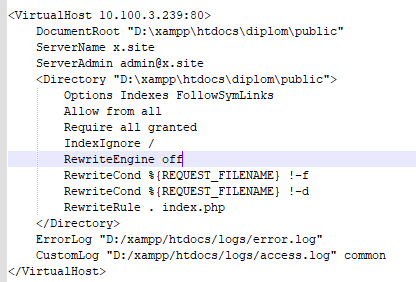 <VirtualHost 10.100.3.239:80>
DocumentRoot "D:\xampp\htdocs\diplom\public"
ServerName x.site
ServerAdmin admin@x.site
<Directory "D:\xampp\htdocs\diplom\public">
Options Indexes FollowSymLinks
Allow from all
Require all granted
IndexIgnore /
RewriteEngine off
RewriteCond %{REQUEST_FILENAME} !-f
RewriteCond %{REQUEST_FILENAME} !-d
RewriteRule . index.php
</Directory>
ErrorLog "D:/xampp/htdocs/logs/error.log"
CustomLog "D:/xampp/htdocs/logs/access.log" common
</VirtualHost>